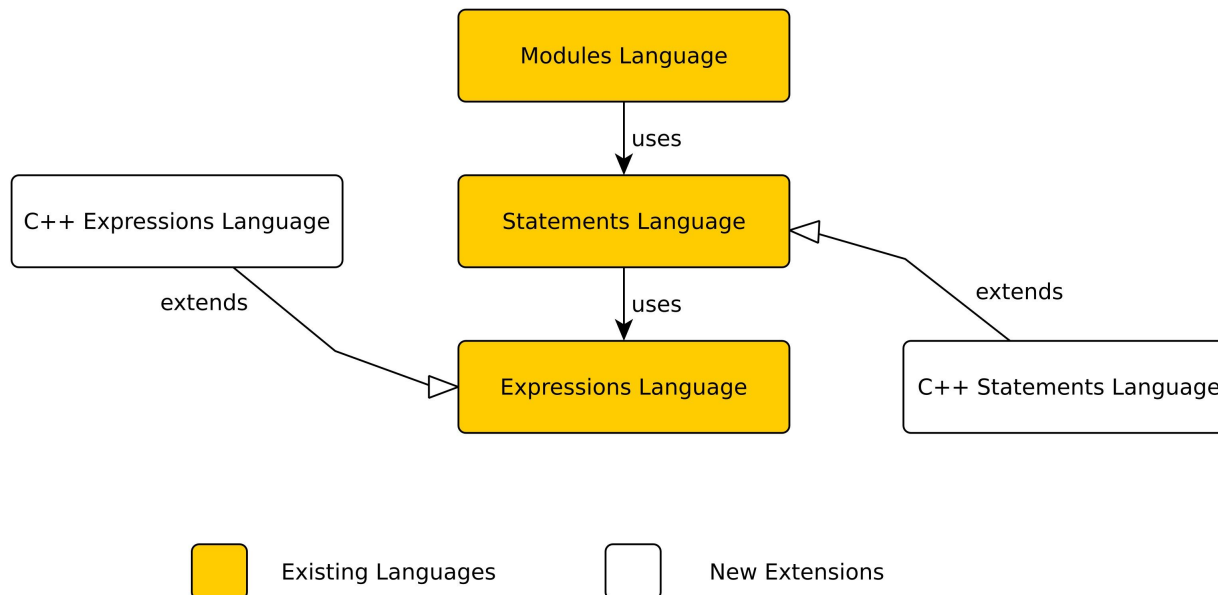 Modules Language
uses
C++ Expressions Language
Statements Language
extends
uses
extends
Expressions Language
C++ Statements Language
Existing Languages
New Extensions